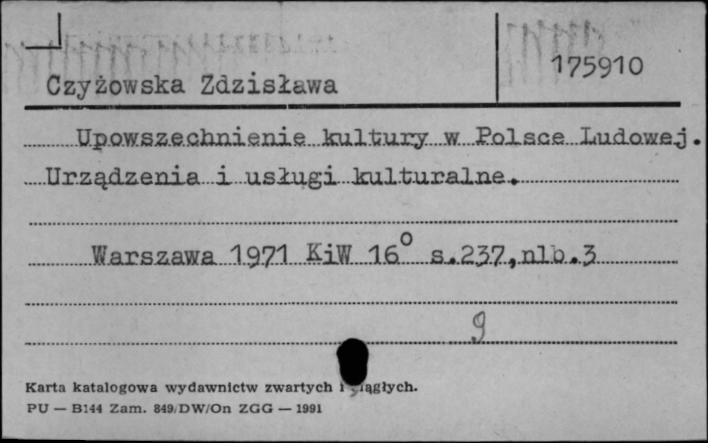 175910
Czyżowska Zdzisława
Upowszechnienie kultury w Polsce Ludowej.
Urządzenia i usługi kulturalne.
Warszawa 1971 KiW 16° s.237,nlb.3
9
Karta katalogowa wydawnictw zwartych i
PU — B144 Zam. 849/DW/On ZGG — 1991